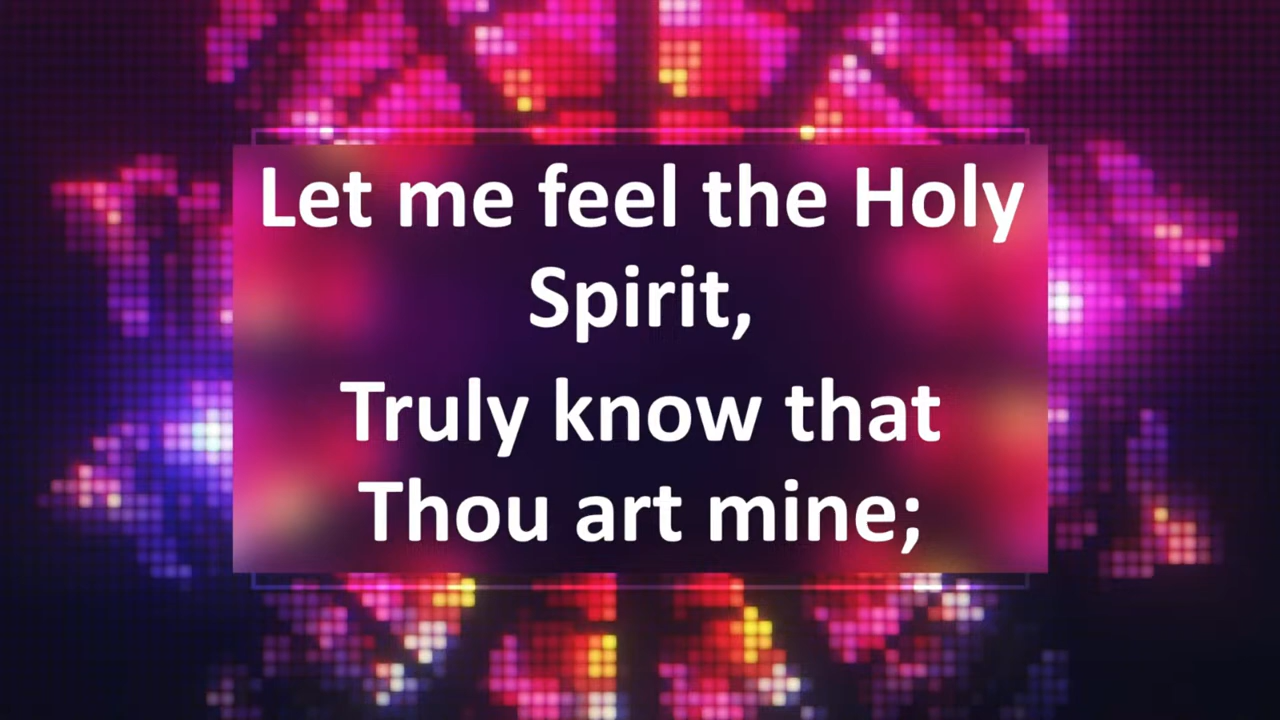 Let me feel the Holy
Spirit,
Truly know that
Thou art mine;